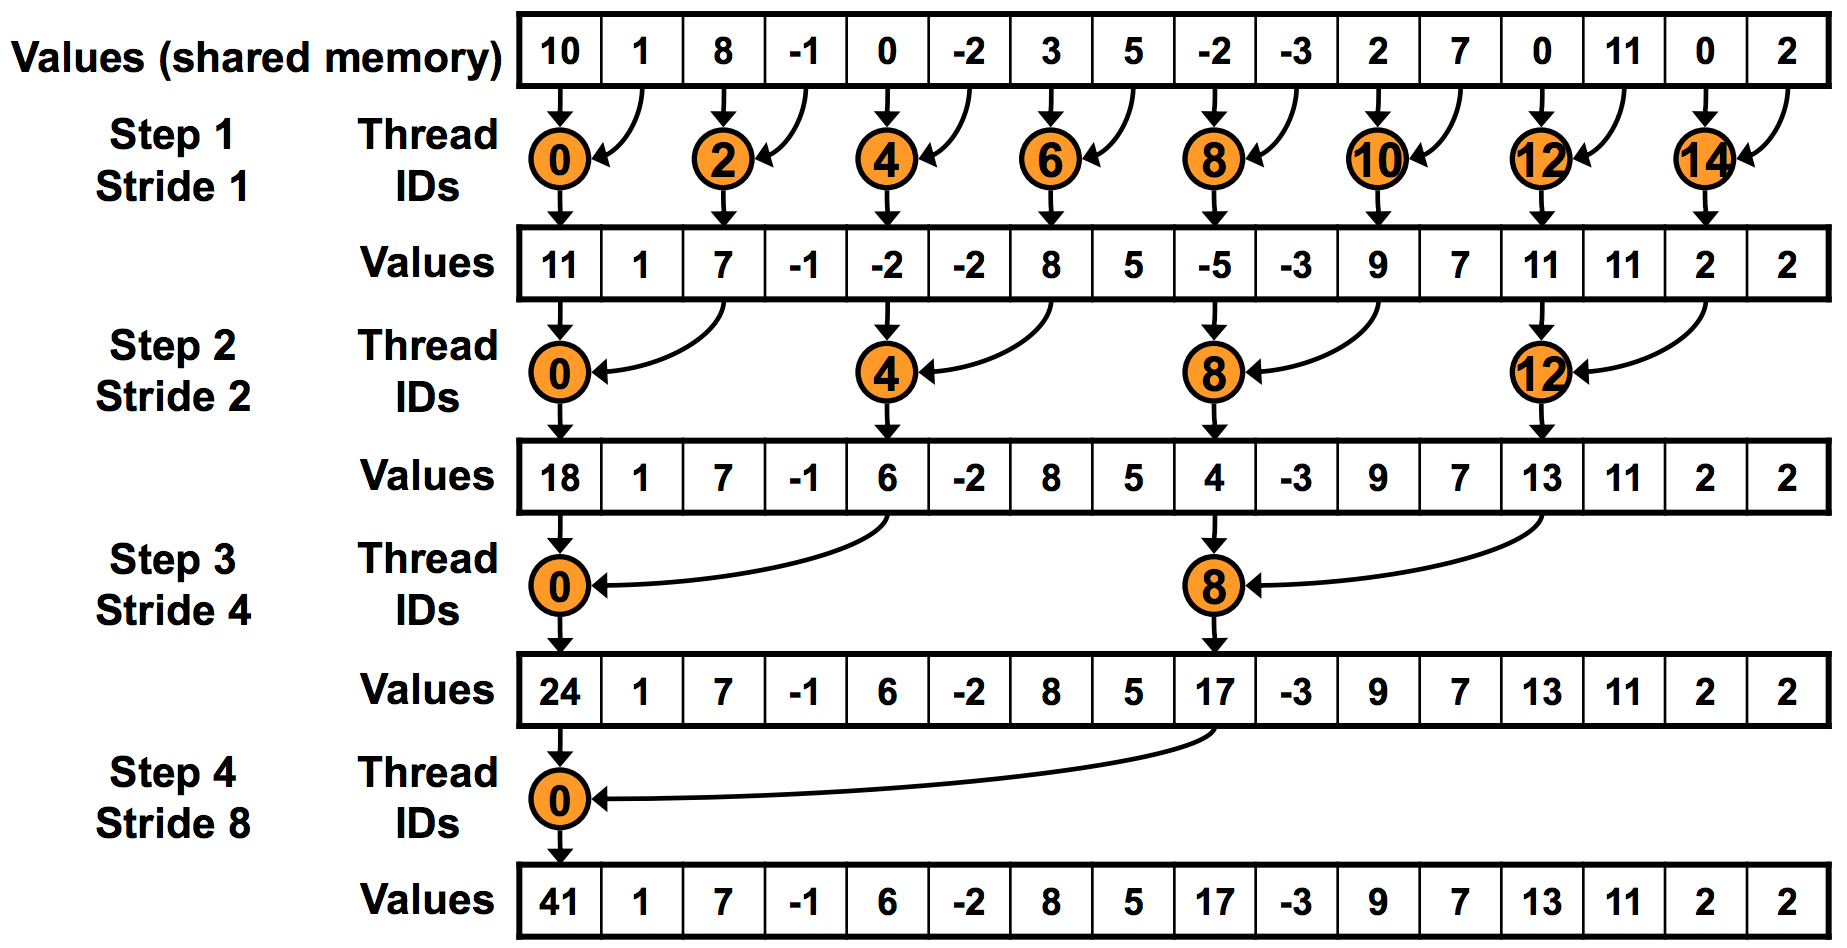 Values (shared memory) 10 1 8 -1 0 -2 3 5 -2 -3 2 7 0 11 0 2
Step 1 Thread
0 2 4 6 8 10 12 14
Stride 1 IDs
Values 11 1 7 -1 -2 -2 8 5 -5 -3 9 7 11 11 2 2
Step 2 Thread
0 4 8 12
Stride 2 IDs
Values 18 1 7 -1 6 -2 8 5 4 -3 9 7 13 11 2 2
Step 3 Thread
0 8
Stride 4 IDs
Values 24 1 7 -1 6 -2 8 5 17 -3 9 7 13 11 2 2
Step 4 Thread
0
Stride 8 IDs
Values 41 1 7 -1 6 -2 8 5 17 -3 9 7 13 11 2 2